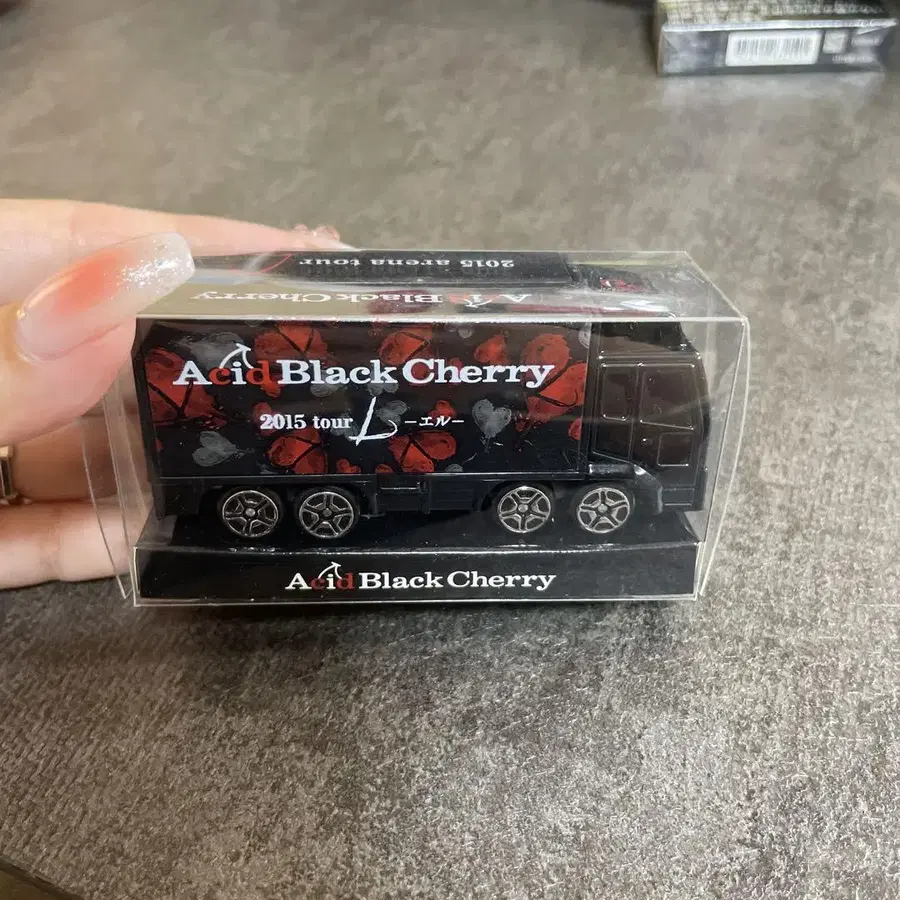 2015 arena tour
Acid Black Cherry
Acid Black Cherry
2015 tour L －エル－
Acid Black Cherry